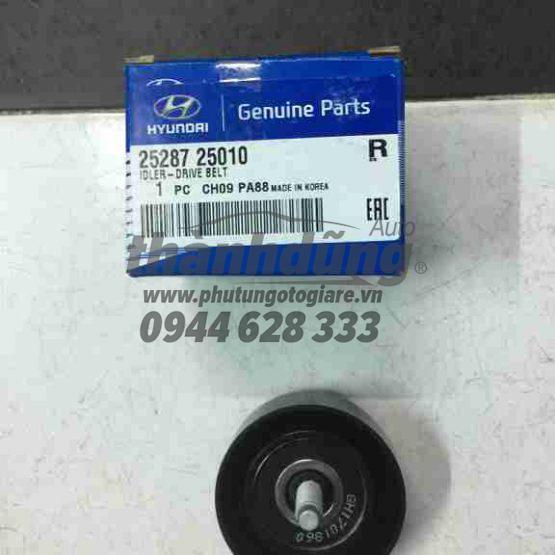 HYUNDAI
Genuine Parts
25287 25010
IDLER-DRIVE BELT
1 PC CH09 PA88 MADE IN KOREA
R
EAC
Auto
thanhdũng®
www.phutungotogiare.vn
0944 628 333
GH1701860